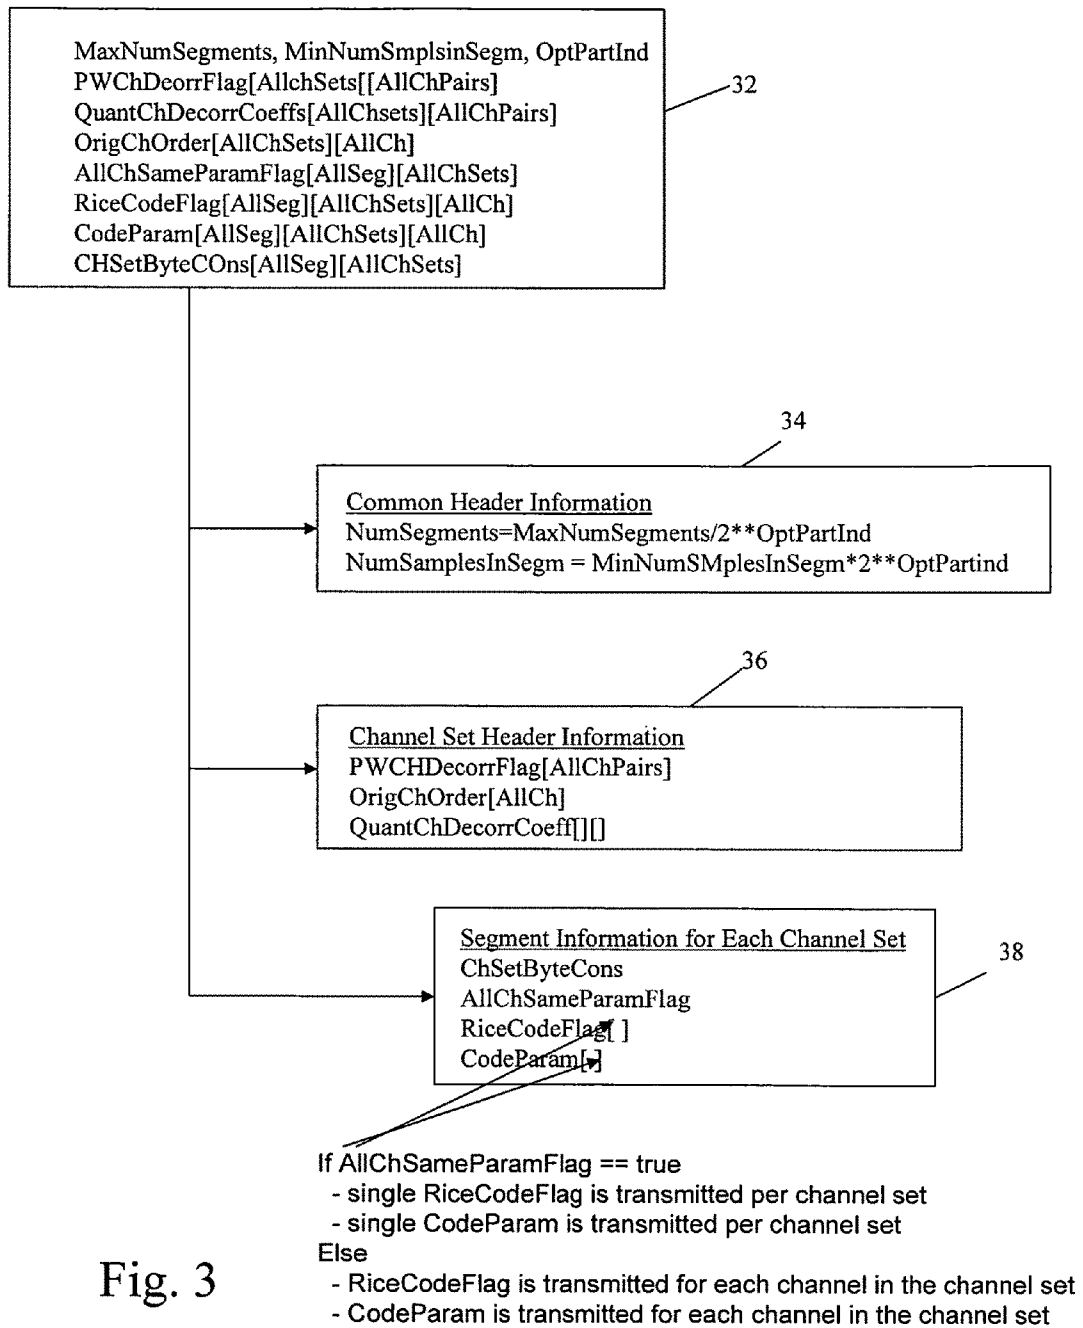 MaxNumSegments, MinNumSmplsinSegm, OptPartInd
PWChDeorrFlag[AllchSets[[AllChPairs]
QuantChDecorrCoeffs[AllChsets][AllChPairs]
OrigChOrder[AllChSets][AllCh]
AllChSameParamFlag[AllSeg][AllChSets]
RiceCodeFlag[AllSeg][AllChSets][AllCh]
CodeParam[AllSeg][AllChSets][AllCh]
CHSetByteCOns[AllSeg][AllChSets]
32
34
Common Header Information
NumSegments=MaxNumSegments/2**OptPartInd
NumSamplesInSegm = MinNumSMplesInSegm*2**OptPartind
36
Channel Set Header Information
PWCHDecorrFlag[AllChPairs]
OrigChOrder[AllCh]
QuantChDecorrCoeff[][]
Segment Information for Each Channel Set
ChSetByteCons
AllChSameParamFlag
RiceCodeFlag[ ]
CodeParam[ ]
38
If AllChSameParamFlag == true
- single RiceCodeFlag is transmitted per channel set
- single CodeParam is transmitted per channel set
Else
- RiceCodeFlag is transmitted for each channel in the channel set
- CodeParam is transmitted for each channel in the channel set
Fig. 3